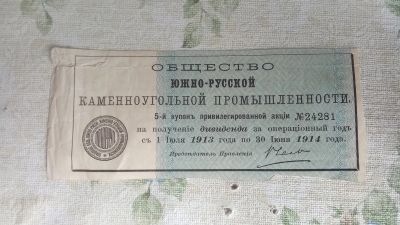 ОБЩЕСТВО
ЮЖНО-РУССКОЙ
КАМЕННОУГОЛЬНОЙ ПРОМЫШЛЕННОСТИ.
5-й купонъ привилегированной акціи №24281
на полученіе дивиденда за операціонный годъ
съ 1 Іюля 1913 года по 30 Іюня 1914 года.
Предсѣдатель Правленія